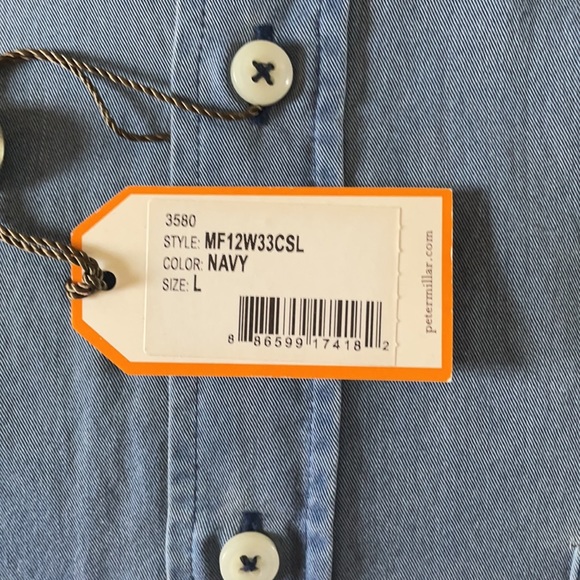 3580
STYLE: MF12W33CSL
COLOR: NAVY
SIZE: L
8 86599 17418 2
petermillar.com